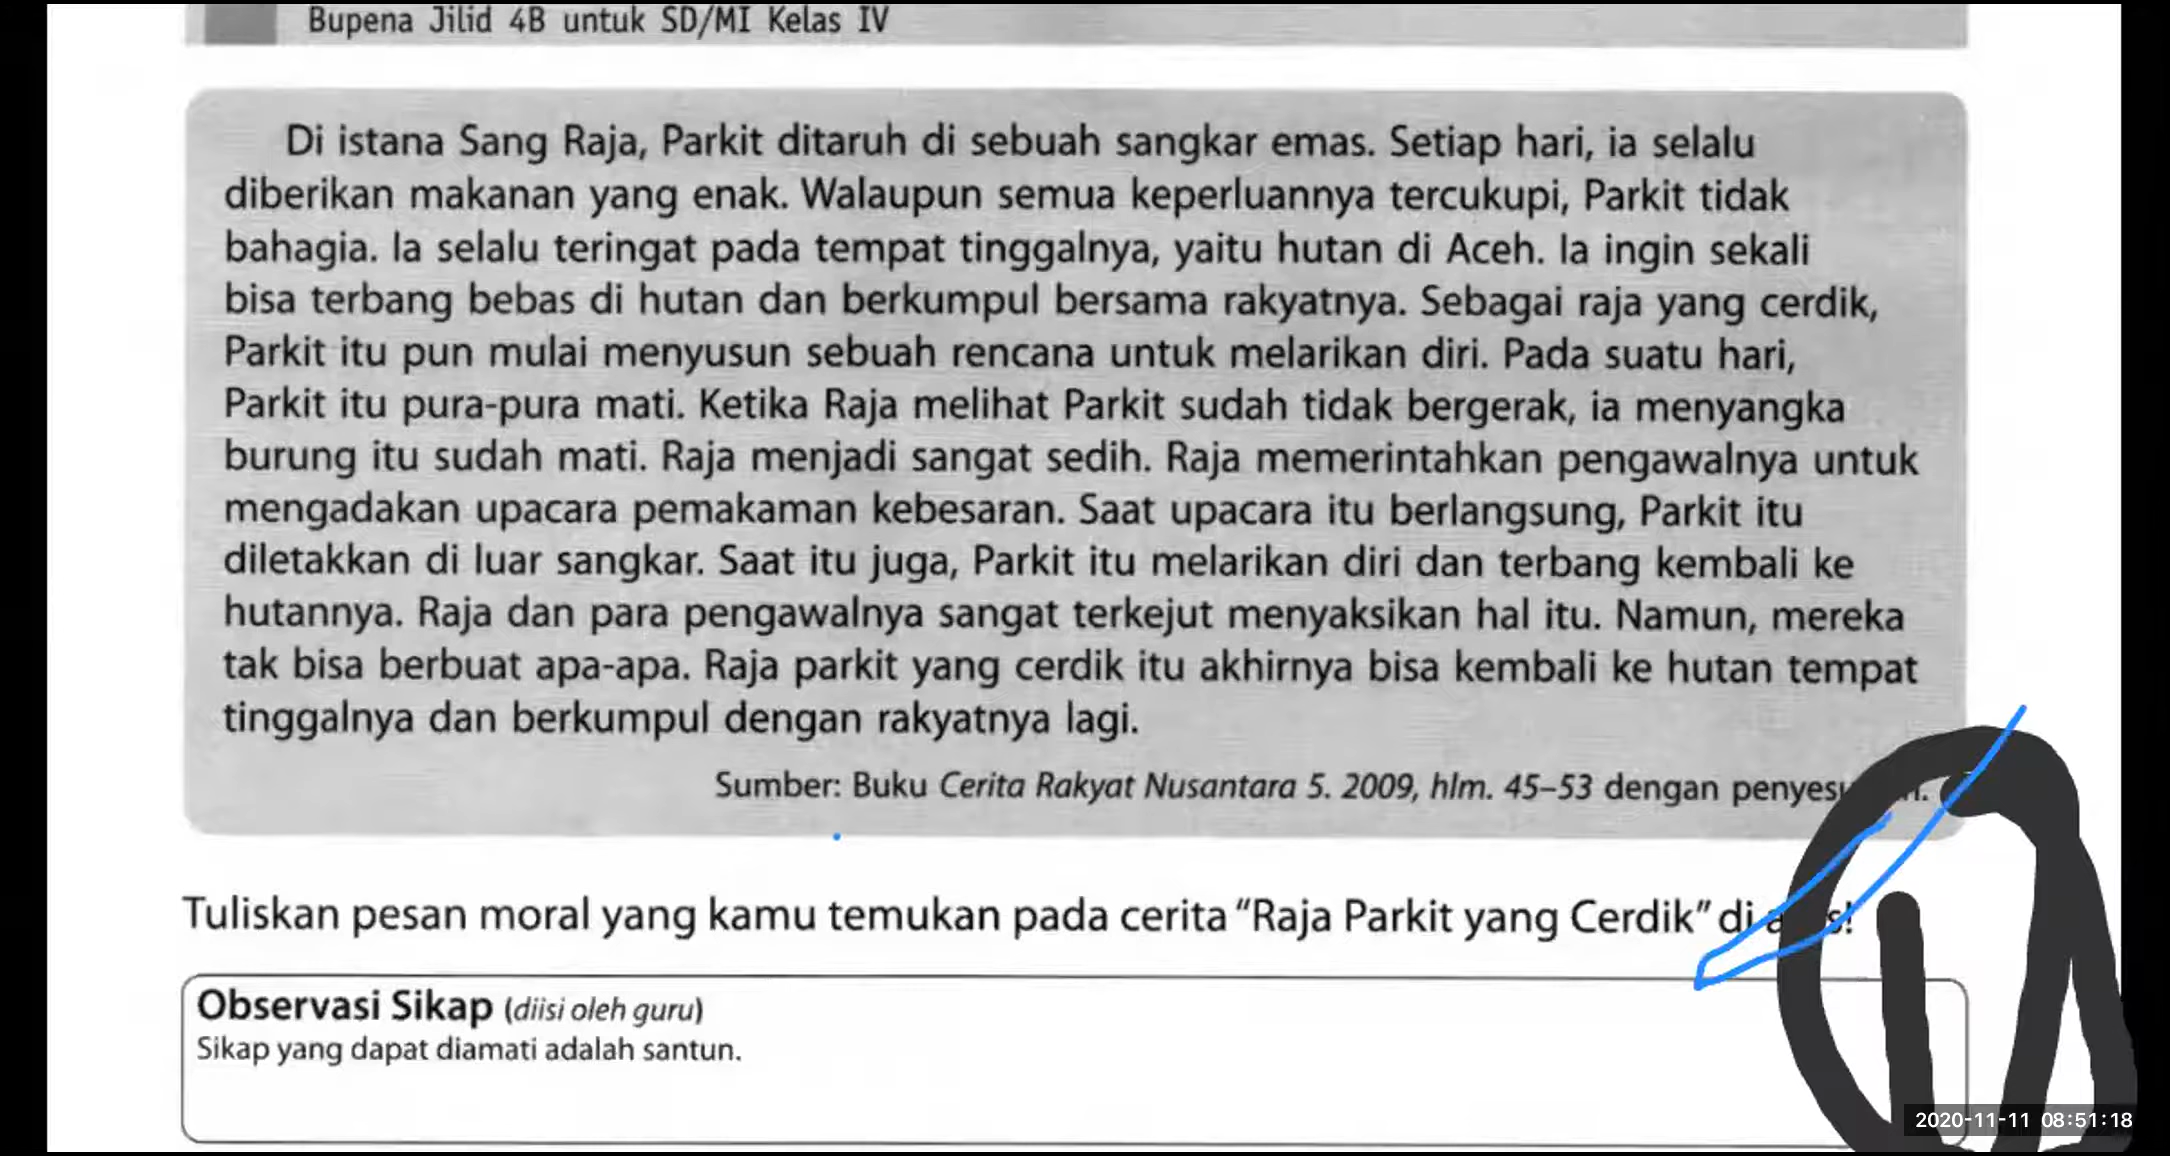 Bupena Jilid 4B untuk SD/MI Kelas IV
Di istana Sang Raja, Parkit ditaruh di sebuah sangkar emas. Setiap hari, ia selalu
diberikan makanan yang enak. Walaupun semua keperluannya tercukupi, Parkit tidak
bahagia. Ia selalu teringat pada tempat tinggalnya, yaitu hutan di Aceh. Ia ingin sekali
bisa terbang bebas di hutan dan berkumpul bersama rakyatnya. Sebagai raja yang cerdik,
Parkit itu pun mulai menyusun sebuah rencana untuk melarikan diri. Pada suatu hari,
Parkit itu pura-pura mati. Ketika Raja melihat Parkit sudah tidak bergerak, ia menyangka
burung itu sudah mati. Raja menjadi sangat sedih. Raja memerintahkan pengawalnya untuk
mengadakan upacara pemakaman kebesaran. Saat upacara itu berlangsung, Parkit itu
diletakkan di luar sangkar. Saat itu juga, Parkit itu melarikan diri dan terbang kembali ke
hutannya. Raja dan para pengawalnya sangat terkejut menyaksikan hal itu. Namun, mereka
tak bisa berbuat apa-apa. Raja parkit yang cerdik itu akhirnya bisa kembali ke hutan tempat
tinggalnya dan berkumpul dengan rakyatnya lagi.
Sumber: Buku Cerita Rakyat Nusantara 5. 2009, hlm. 45–53 dengan
Tuliskan pesan moral yang kamu temukan pada cerita “Raja Parkit yang Cerdik” di
Observasi Sikap (diisi oleh guru)
Sikap yang dapat diamati adalah santun.
2020-11-11 08:51:18